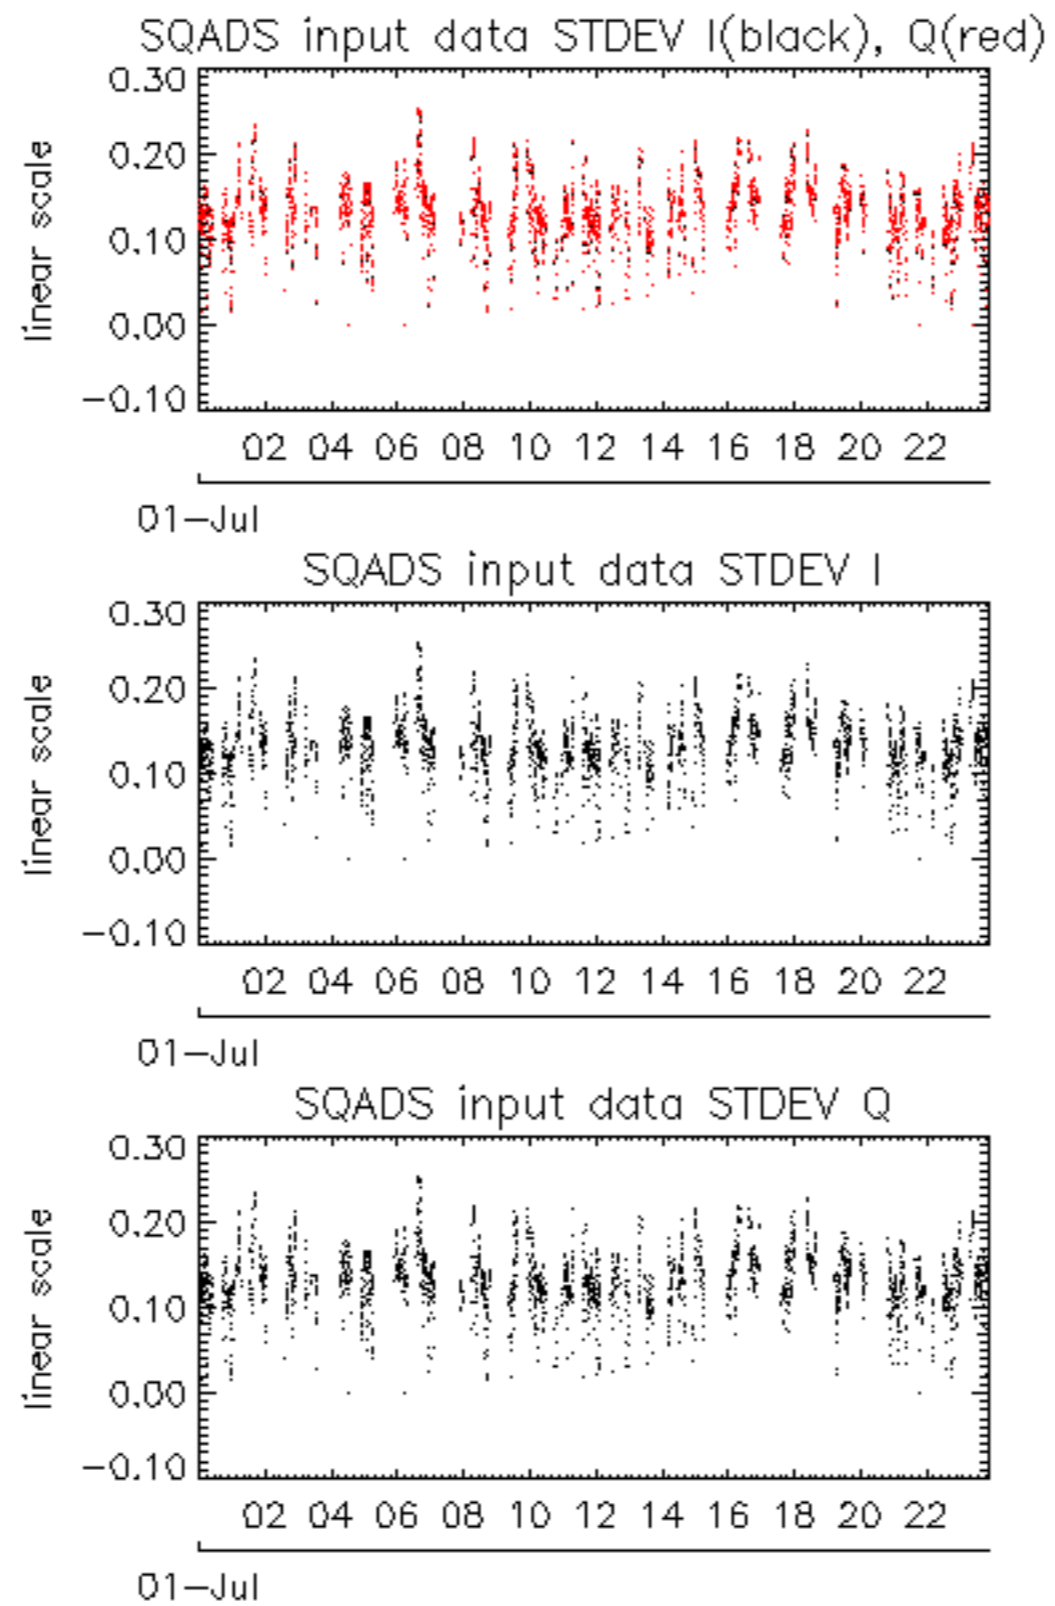 SQADS input data STDEV I(black), Q(red)
0.30
0.20
0.10
0.00
-0.10
linear scale
02 04 06 08 10 12 14 16 18 20 22
01-Jul
SQADS input data STDEV I
0.30
0.20
0.10
0.00
-0.10
linear scale
02 04 06 08 10 12 14 16 18 20 22
01-Jul
SQADS input data STDEV Q
0.30
0.20
0.10
0.00
-0.10
linear scale
02 04 06 08 10 12 14 16 18 20 22
01-Jul